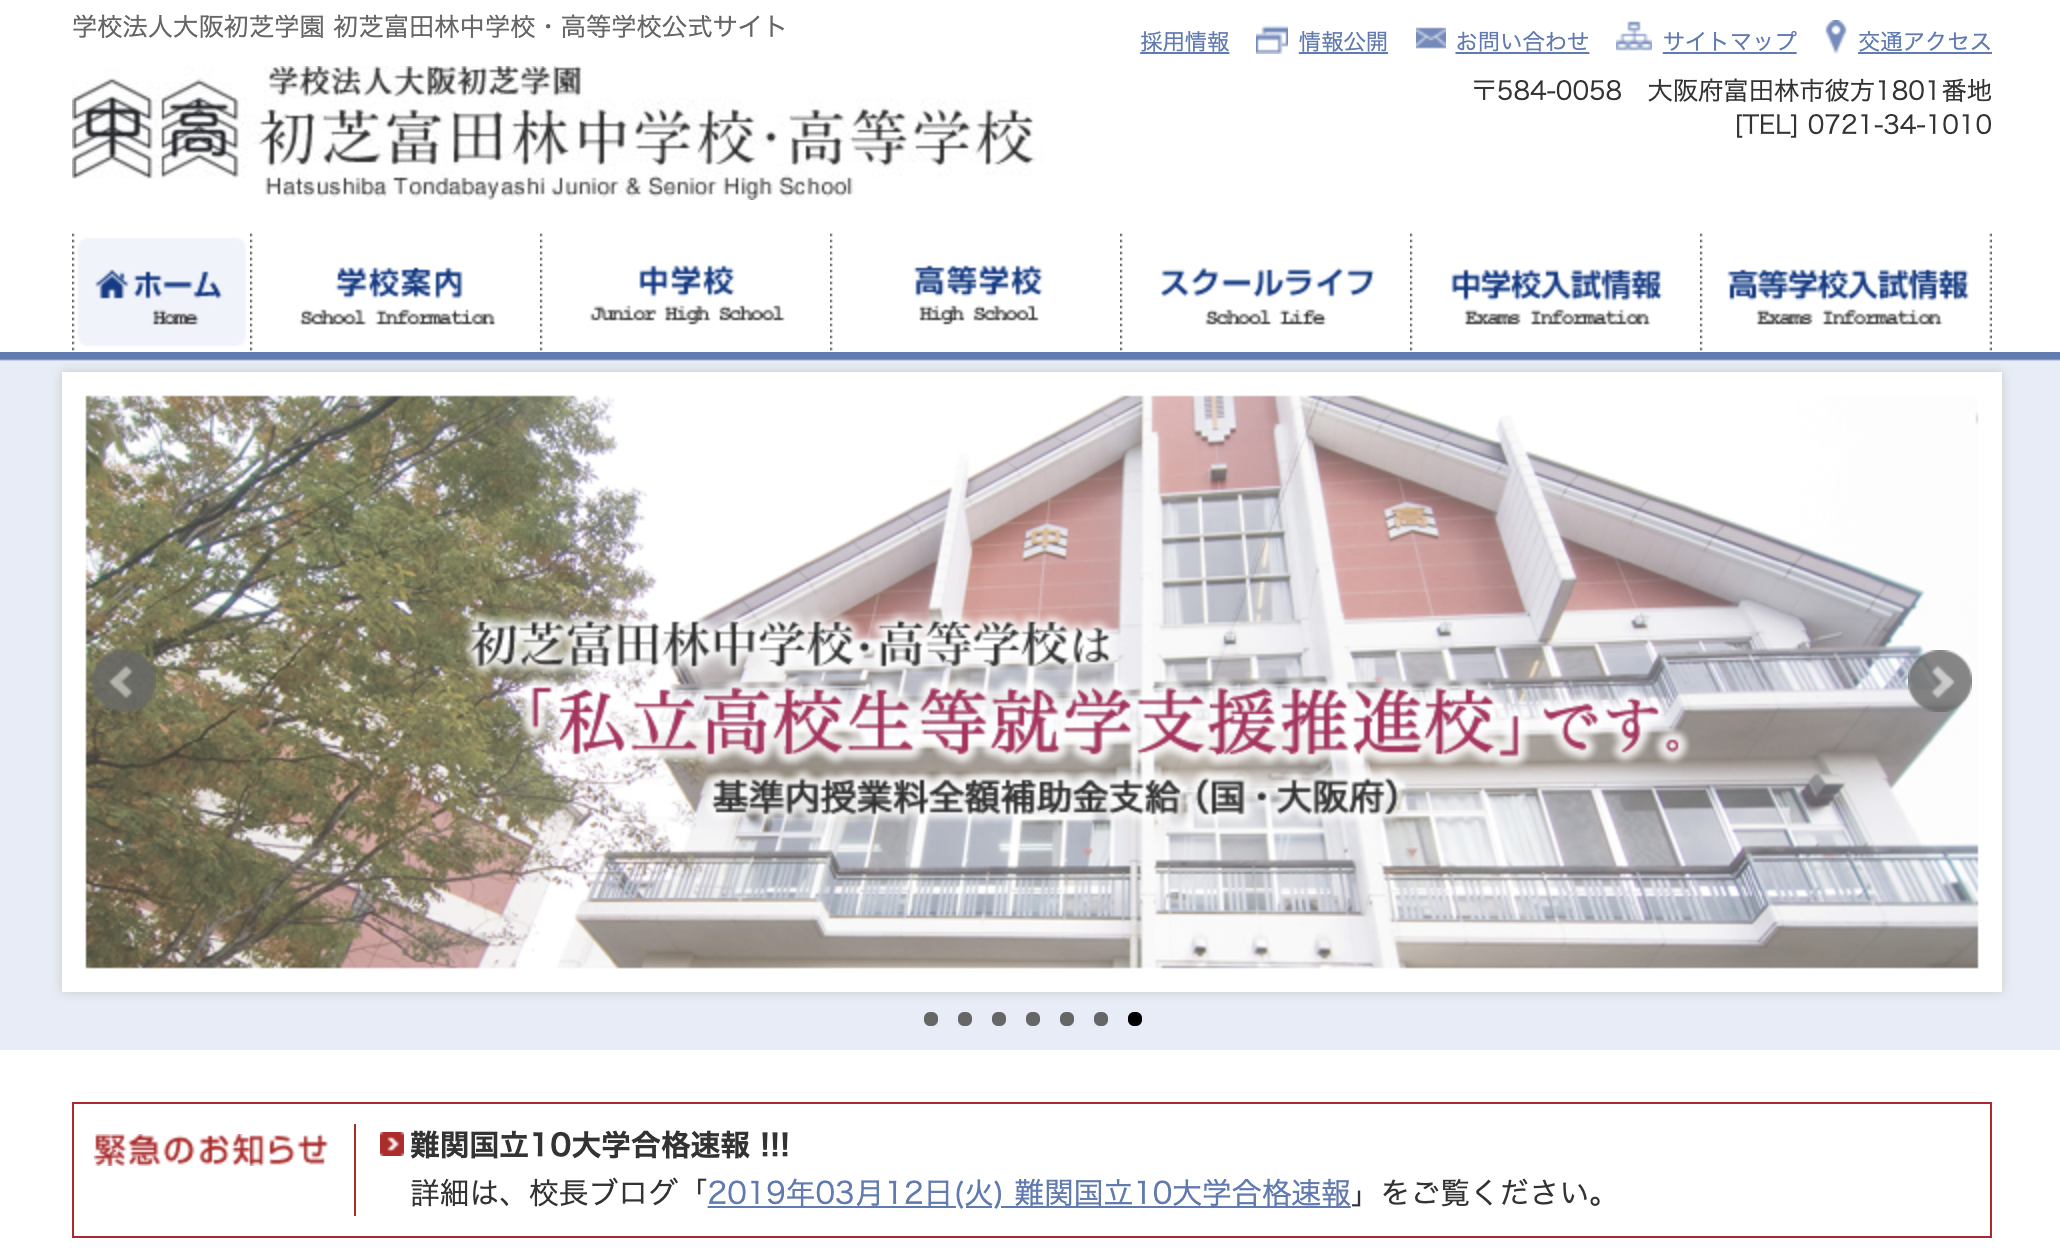 学校法人大阪初芝学園 初芝富田林中学校・高等学校公式サイト
採用情報 情報公開 お問い合わせ サイトマップ 交通アクセス
〒584-0058 大阪府富田林市彼方1801番地
[TEL] 0721-34-1010
中 高
学校法人大阪初芝学園
初芝富田林中学校・高等学校
Hatsushiba Tondabayashi Junior & Senior High School
ホーム
Home
学校案内
School Information
中学校
Junior High School
高等学校
High School
スクールライフ
School Life
中学校入試情報
Exams Information
高等学校入試情報
Exams Information
中 高
初芝富田林中学校・高等学校は
「私立高校生等就学支援推進校」です。
基準内授業料全額補助金支給（国・大阪府）
緊急のお知らせ
難関国立10大学合格速報 !!!
詳細は、校長ブログ「2019年03月12日(火) 難関国立10大学合格速報」をご覧ください。